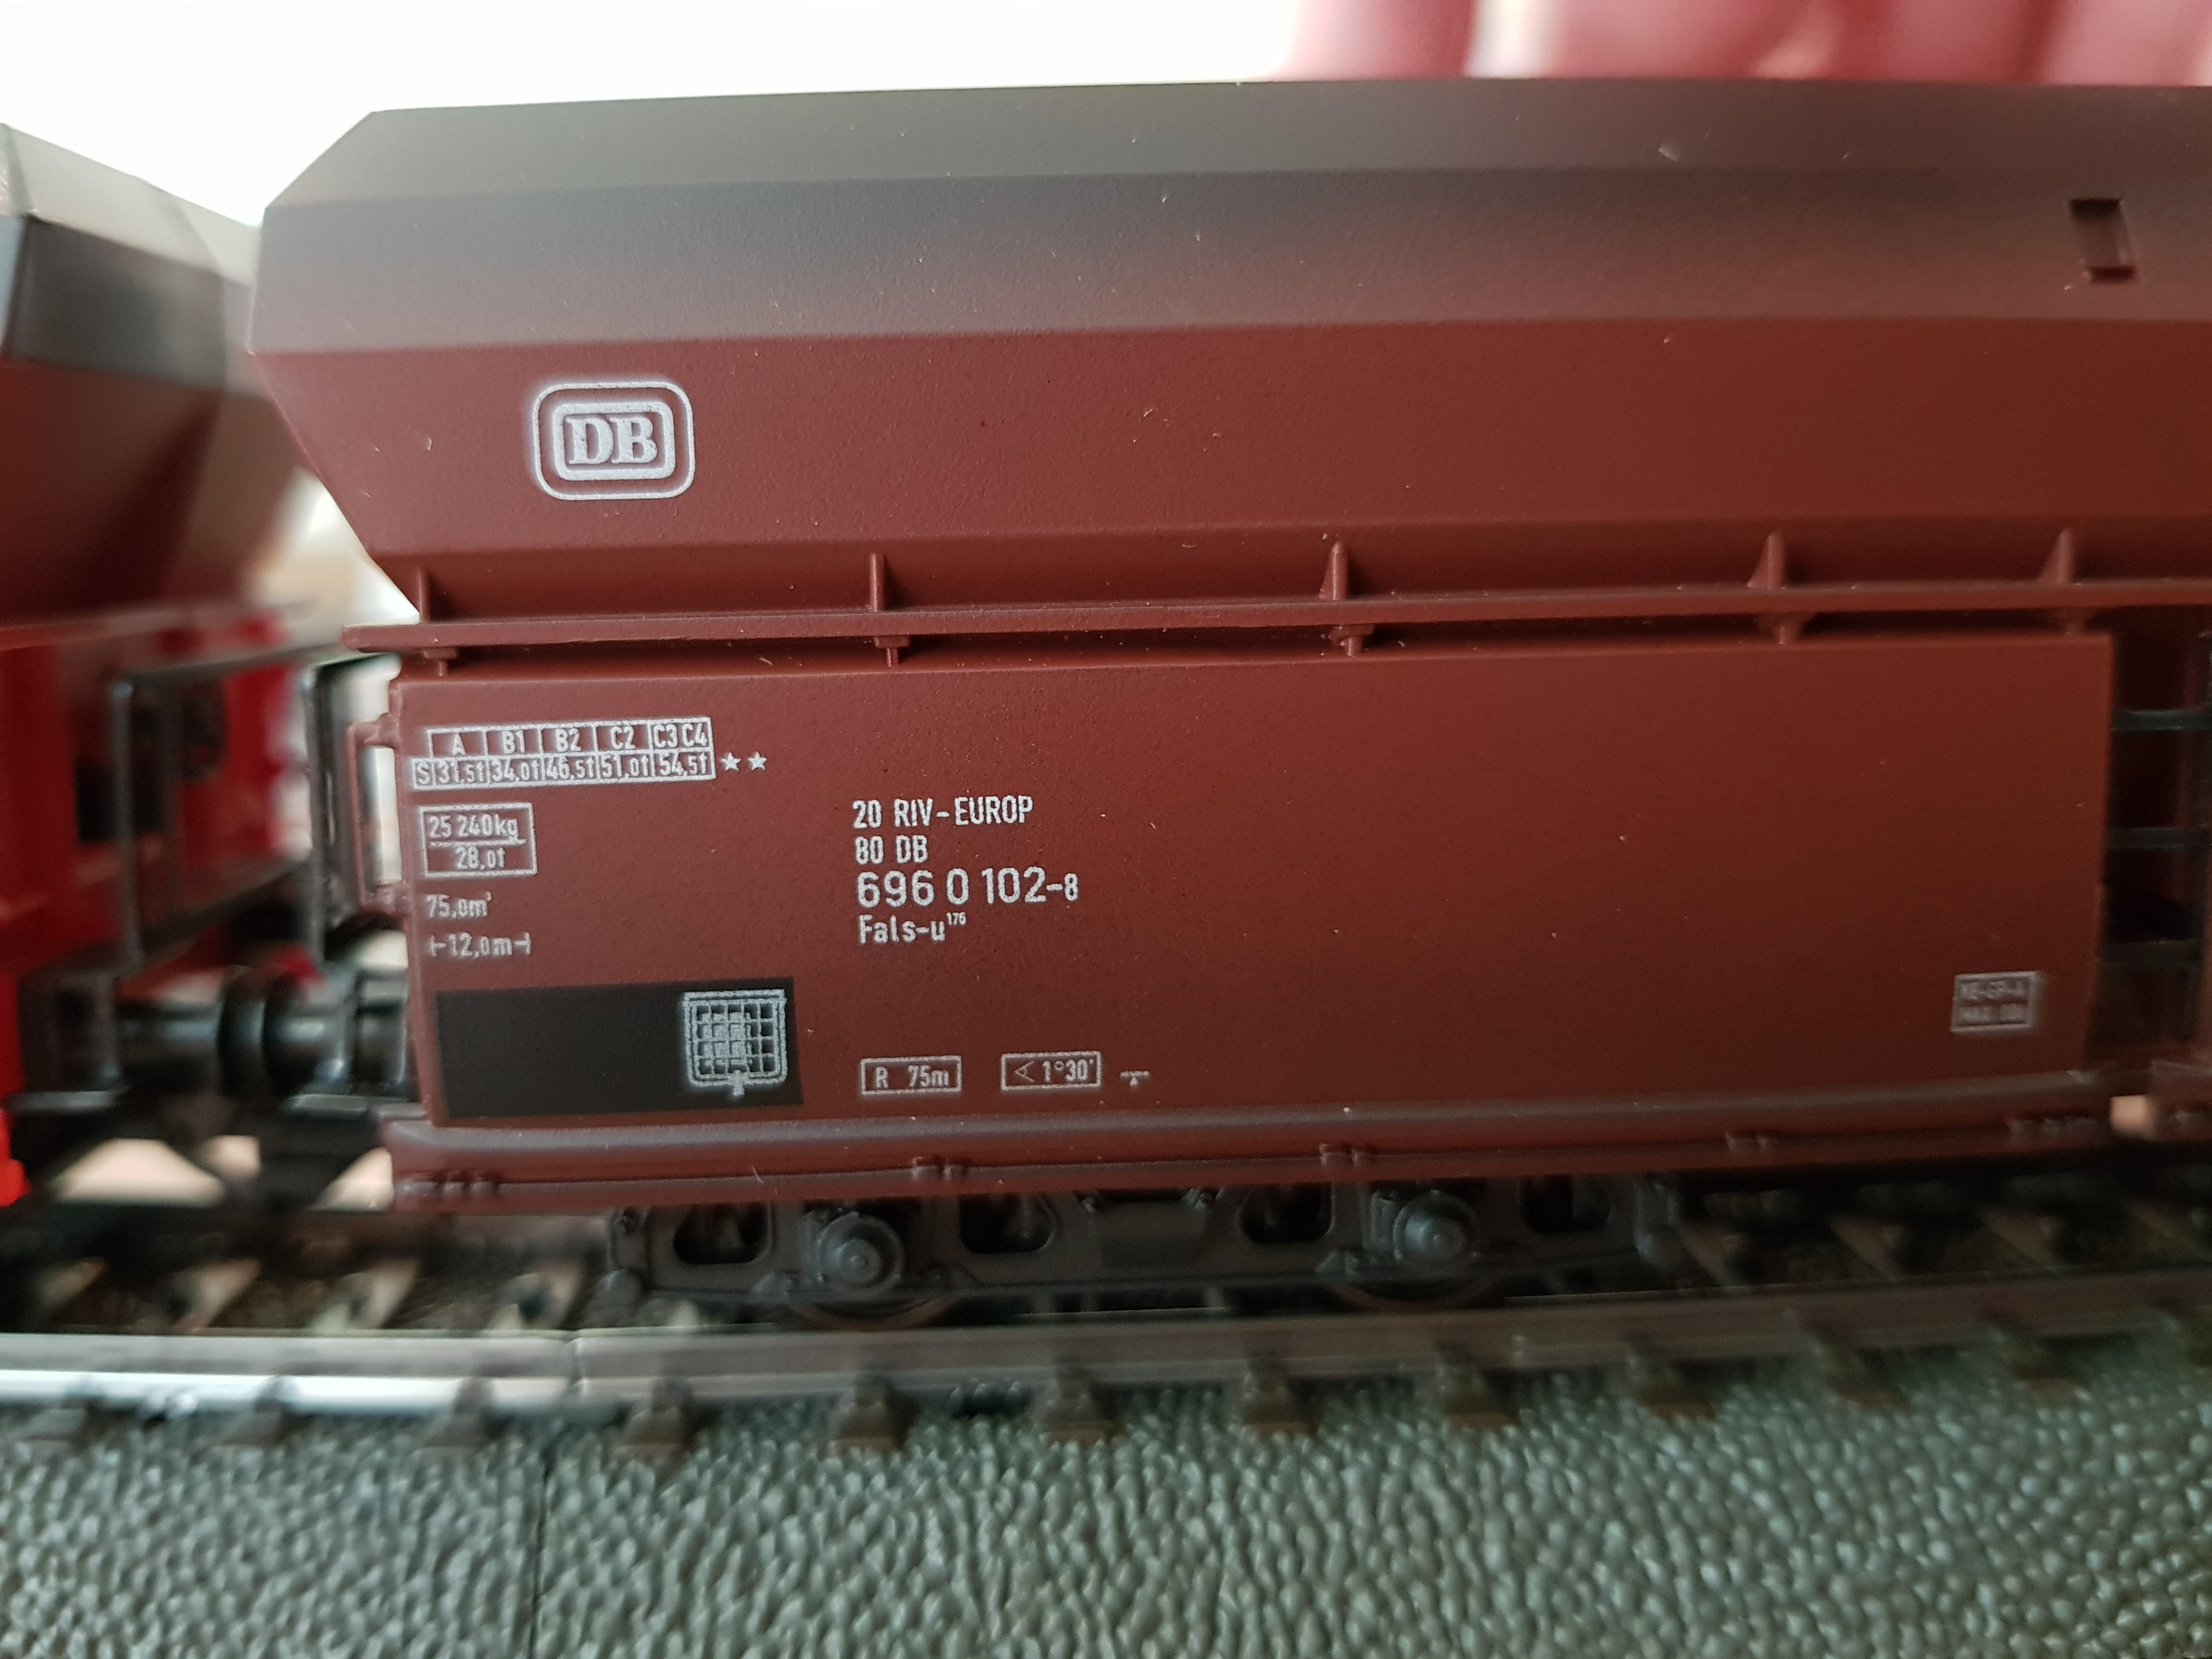 DB
A B1 B2 C2 C3 C4
S 31,5t 34,0t 46,5t 51,0t 54,5t ★★
25 240kg
28,0t
75,0m³
⊢12,0m⊣
20 RIV-EUROP
80 DB
696 0 102-8
Fals-u¹⁷⁶
R 75m
∢ 1°30'